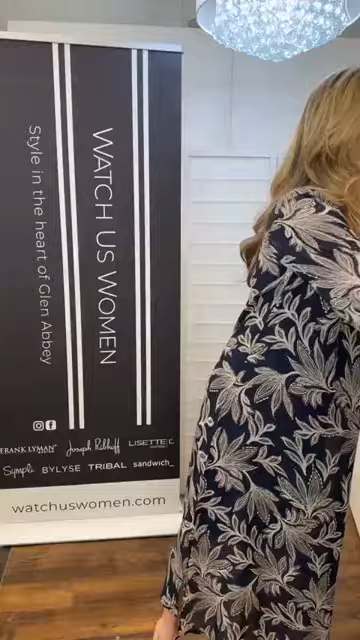 WATCH US WOMEN
Style in the heart of Glen Abbey
FRANK LYMAN Joseph Ribkoff LISETTE L
Sympli BYLYSE TRIBAL sandwich_
watchuswomen.com